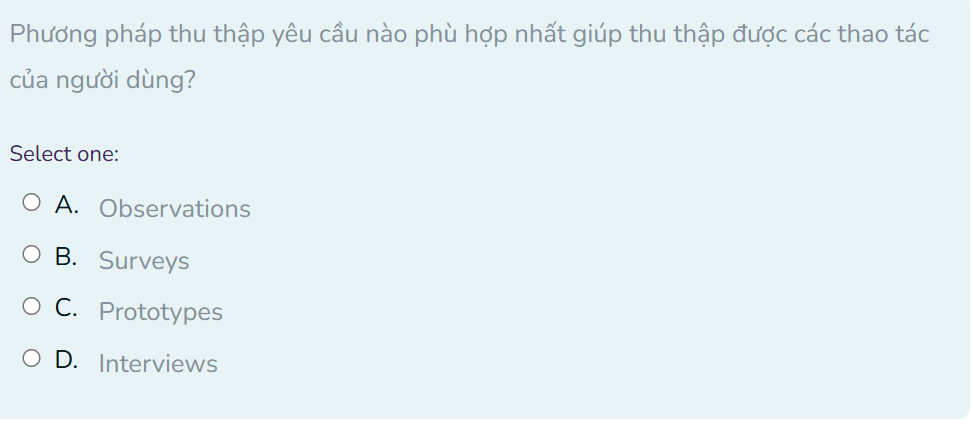 Phương pháp thu thập yêu cầu nào phù hợp nhất giúp thu thập được các thao tác
của người dùng?
Select one:
A. Observations
B. Surveys
C. Prototypes
D. Interviews